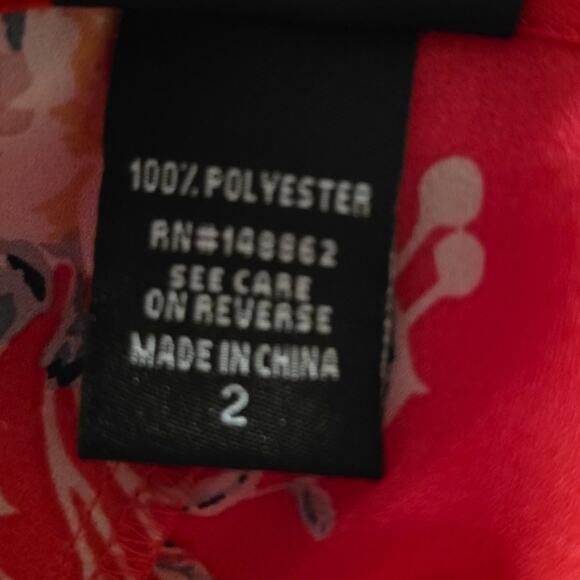 100% POLYESTER
RN#148862
SEE CARE
ON REVERSE
MADE IN CHINA
2